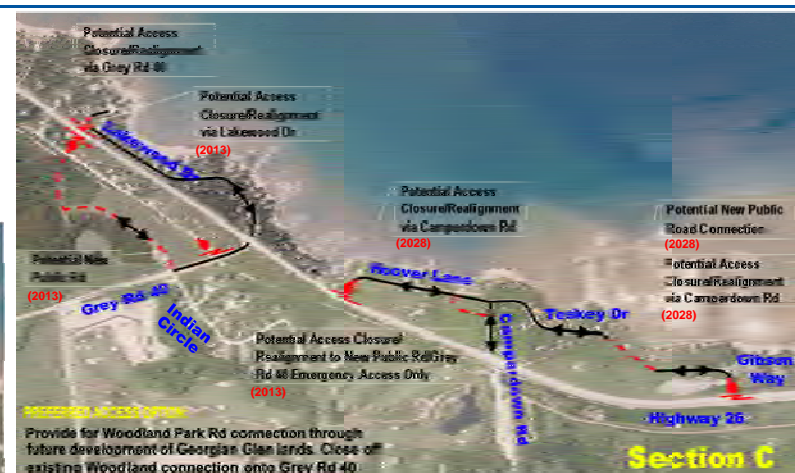 Potential Access
Closure/Realignment
via Grey Rd 40
Potential Access
Closure/Realignment
via Lakewood Dr
(2013)
Lakewood Dr
Potential Access
Closure/Realignment
via Camperdown Rd
(2028)
Potential New Public
Road Connection
(2028)
Potential Access
Closure/Realignment
via Camperdown Rd
(2028)
Potential New
Public Rd
(2013)
Grey Rd 40
Indian
Circle
Hoover Lane
Teskey Dr
Camperdown Rd
Gibson
Way
Highway 26
Potential Access Closure/
Realignment to New Public Rd/Grey
Rd 40 Emergency Access Only
(2013)
PREFERRED ACCESS OPTION:
Provide for Woodland Park Rd connection through
future development of Georgian Glen lands. Close off
existing Woodland connection onto Grey Rd 40
Section C